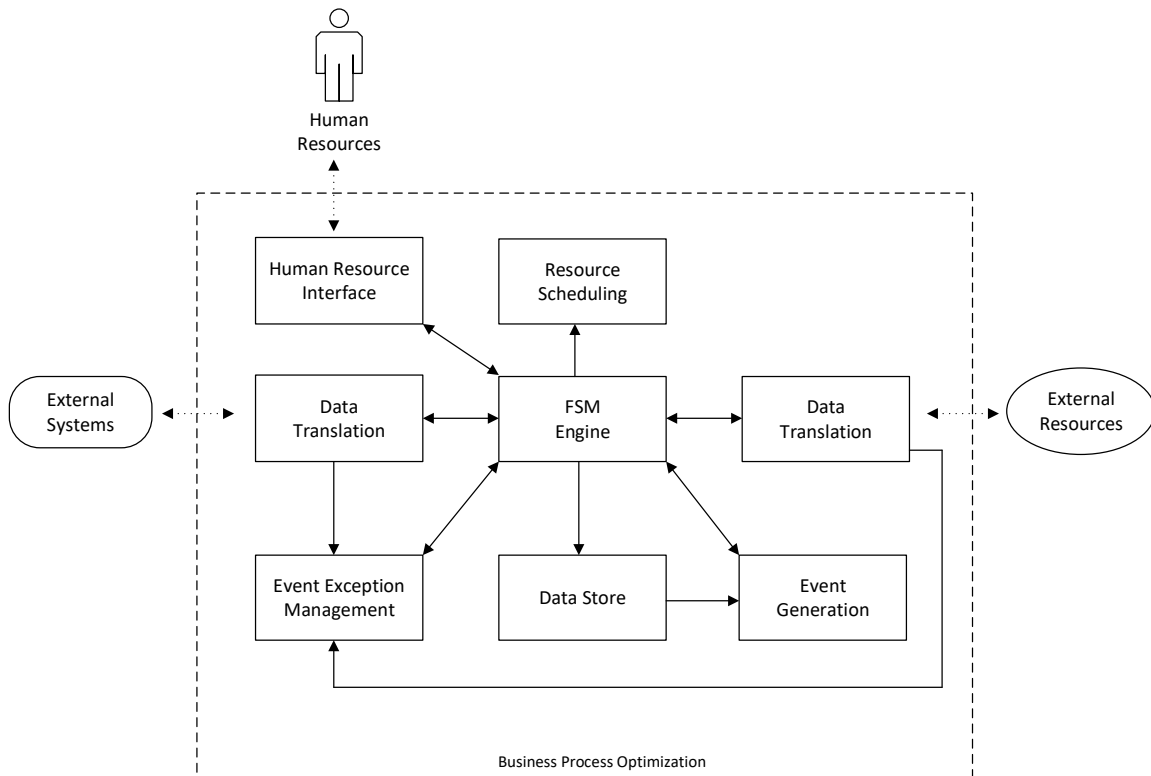 Human
Resources
Human Resource
Interface
Resource
Scheduling
External
Systems
Data
Translation
FSM
Engine
Data
Translation
External
Resources
Event Exception
Management
Data Store
Event
Generation
Business Process Optimization